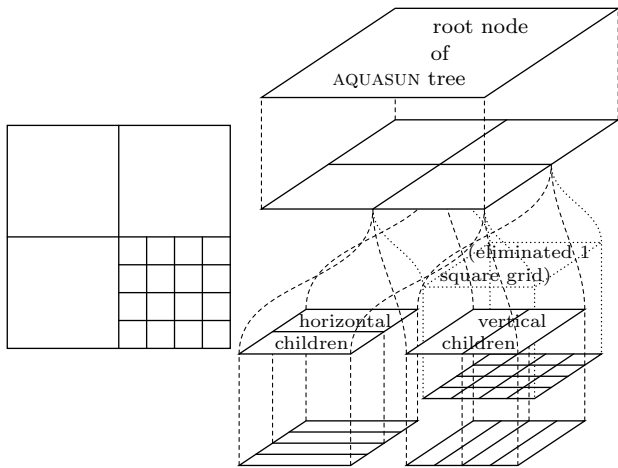 root node
of
AQUASUN tree
(eliminated 1
square grid)
horizontal
children
vertical
children